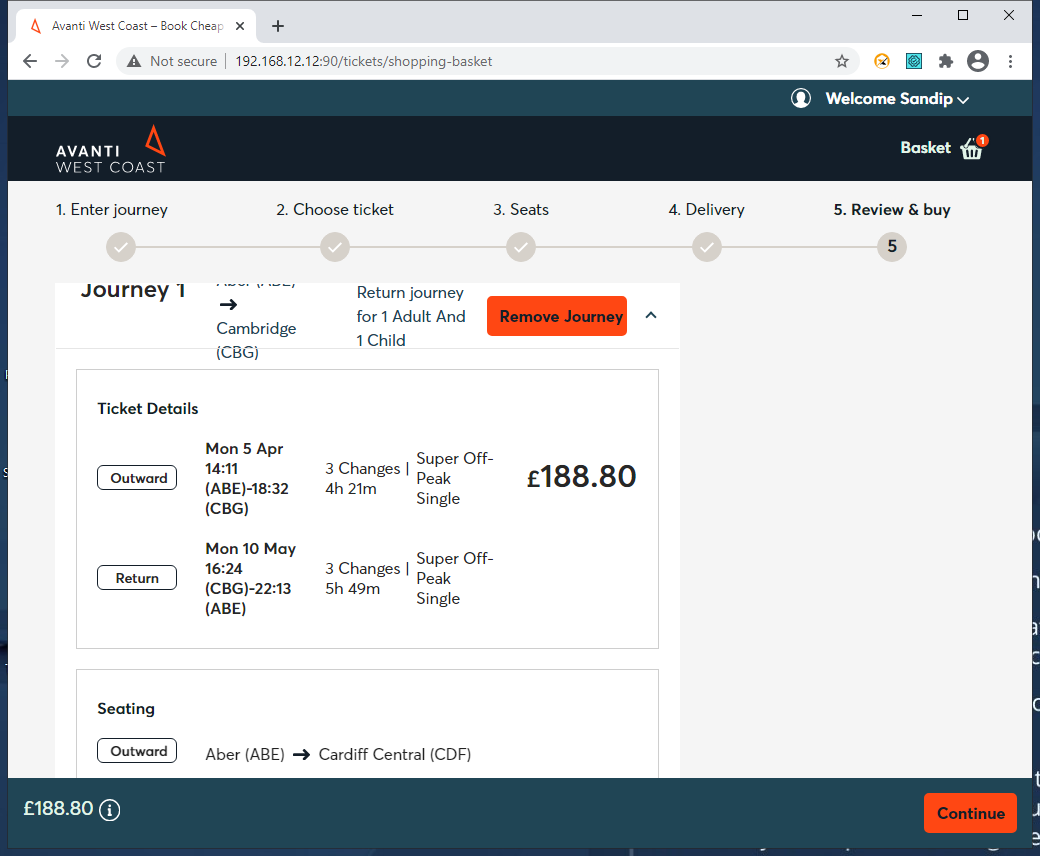 Avanti West Coast – Book Cheap
Not secure
192.168.12.12:90/tickets/shopping-basket
Welcome Sandip
AVANTI
WEST COAST
Basket 1
1. Enter journey
2. Choose ticket
3. Seats
4. Delivery
5. Review & buy
5
Journey 1
Aber (ABE)
Cambridge
(CBG)
Return journey
for 1 Adult And
1 Child
Remove Journey
Ticket Details
Outward
Mon 5 Apr
14:11
(ABE)-18:32
(CBG)
3 Changes |
4h 21m
Super Off-
Peak
Single
£188.80
Return
Mon 10 May
16:24
(CBG)-22:13
(ABE)
3 Changes |
5h 49m
Super Off-
Peak
Single
Seating
Outward
Aber (ABE) → Cardiff Central (CDF)
£188.80
Continue